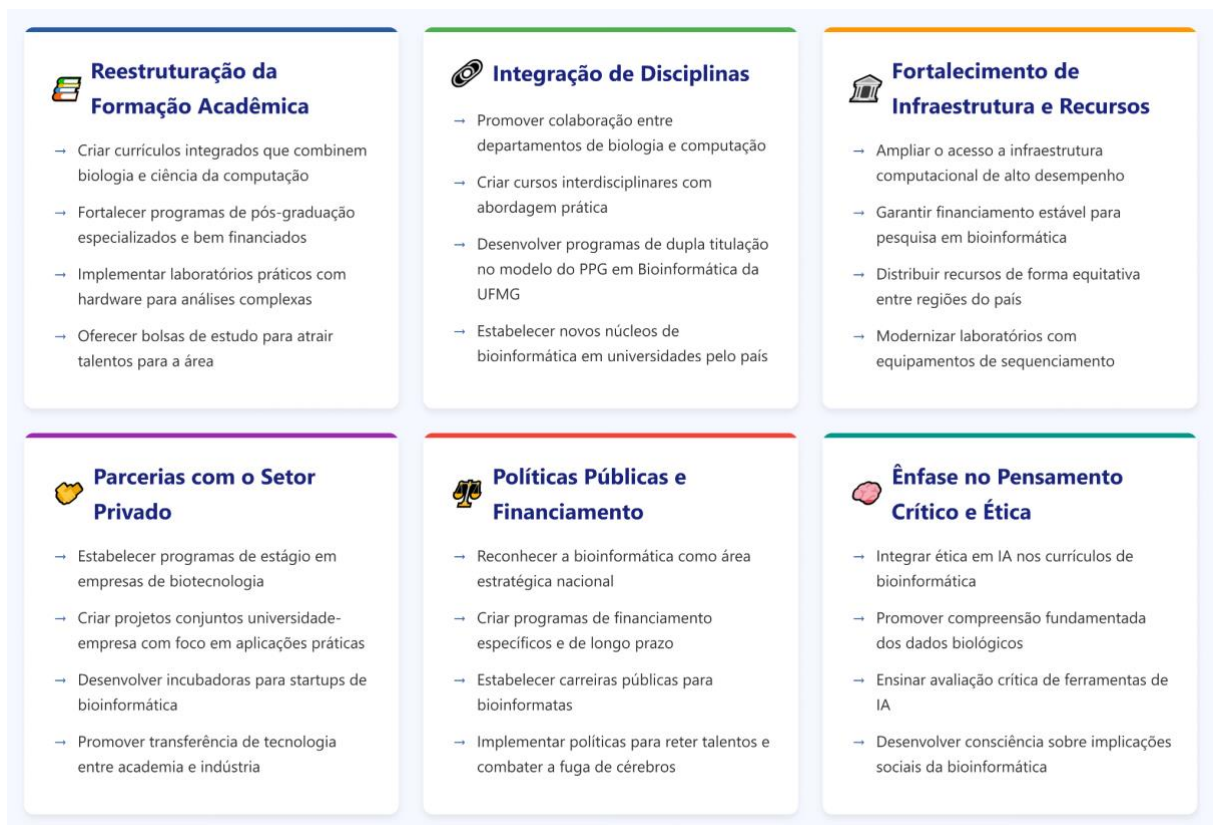 Reestruturação da
Formação Acadêmica
→ Criar currículos integrados que combinem
biologia e ciência da computação
→ Fortalecer programas de pós-graduação
especializados e bem financiados
→ Implementar laboratórios práticos com
hardware para análises complexas
→ Oferecer bolsas de estudo para atrair
talentos para a área
Integração de Disciplinas
→ Promover colaboração entre
departamentos de biologia e computação
→ Criar cursos interdisciplinares com
abordagem prática
→ Desenvolver programas de dupla titulação
no modelo do PPG em Bioinformática da
UFMG
→ Estabelecer novos núcleos de
bioinformática em universidades pelo país
Fortalecimento de
Infraestrutura e Recursos
→ Ampliar o acesso a infraestrutura
computacional de alto desempenho
→ Garantir financiamento estável para
pesquisa em bioinformática
→ Distribuir recursos de forma equitativa
entre regiões do país
→ Modernizar laboratórios com
equipamentos de sequenciamento
Parcerias com o Setor
Privado
→ Estabelecer programas de estágio em
empresas de biotecnologia
→ Criar projetos conjuntos universidade-
empresa com foco em aplicações práticas
→ Desenvolver incubadoras para startups de
bioinformática
→ Promover transferência de tecnologia
entre academia e indústria
Políticas Públicas e
Financiamento
→ Reconhecer a bioinformática como área
estratégica nacional
→ Criar programas de financiamento
específicos e de longo prazo
→ Estabelecer carreiras públicas para
bioinformatas
→ Implementar políticas para reter talentos e
combater a fuga de cérebros
Ênfase no Pensamento
Crítico e Ética
→ Integrar ética em IA nos currículos de
bioinformática
→ Promover compreensão fundamentada
dos dados biológicos
→ Ensinar avaliação crítica de ferramentas de
IA
→ Desenvolver consciência sobre implicações
sociais da bioinformática